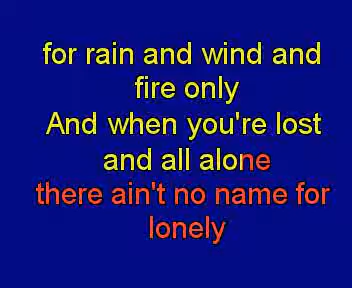 for rain and wind and
fire only
And when you're lost
and all alone
there ain't no name for
lonely